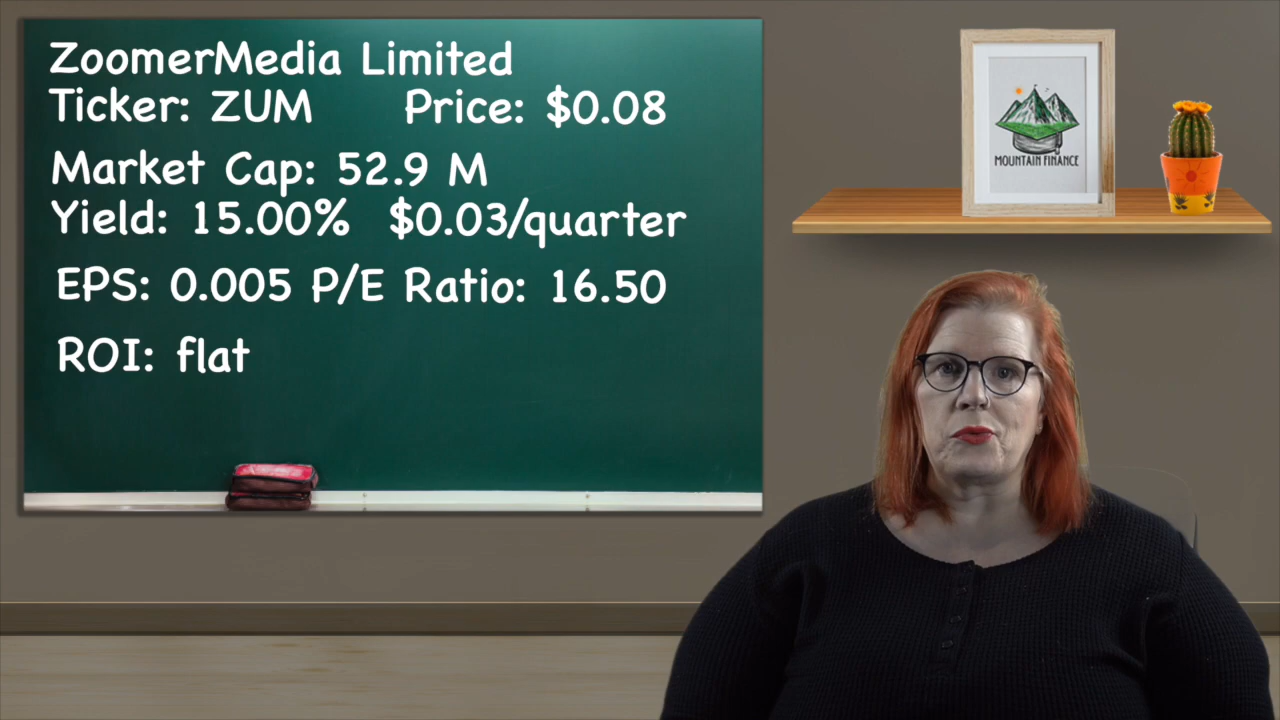 ZoomerMedia Limited
Ticker: ZUM Price: $0.08
Market Cap: 52.9 M
Yield: 15.00% $0.03/quarter
EPS: 0.005 P/E Ratio: 16.50
ROI: flat
MOUNTAIN FINANCE